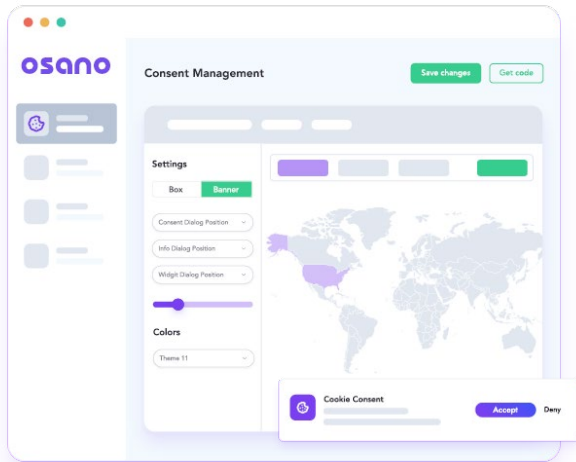 osano
Consent Management
Save changes
Get code
Settings
Box
Banner
Consent Dialog Position
Info Dialog Position
Widgit Dialog Position
Colors
Theme 11
Cookie Consent
Accept
Deny